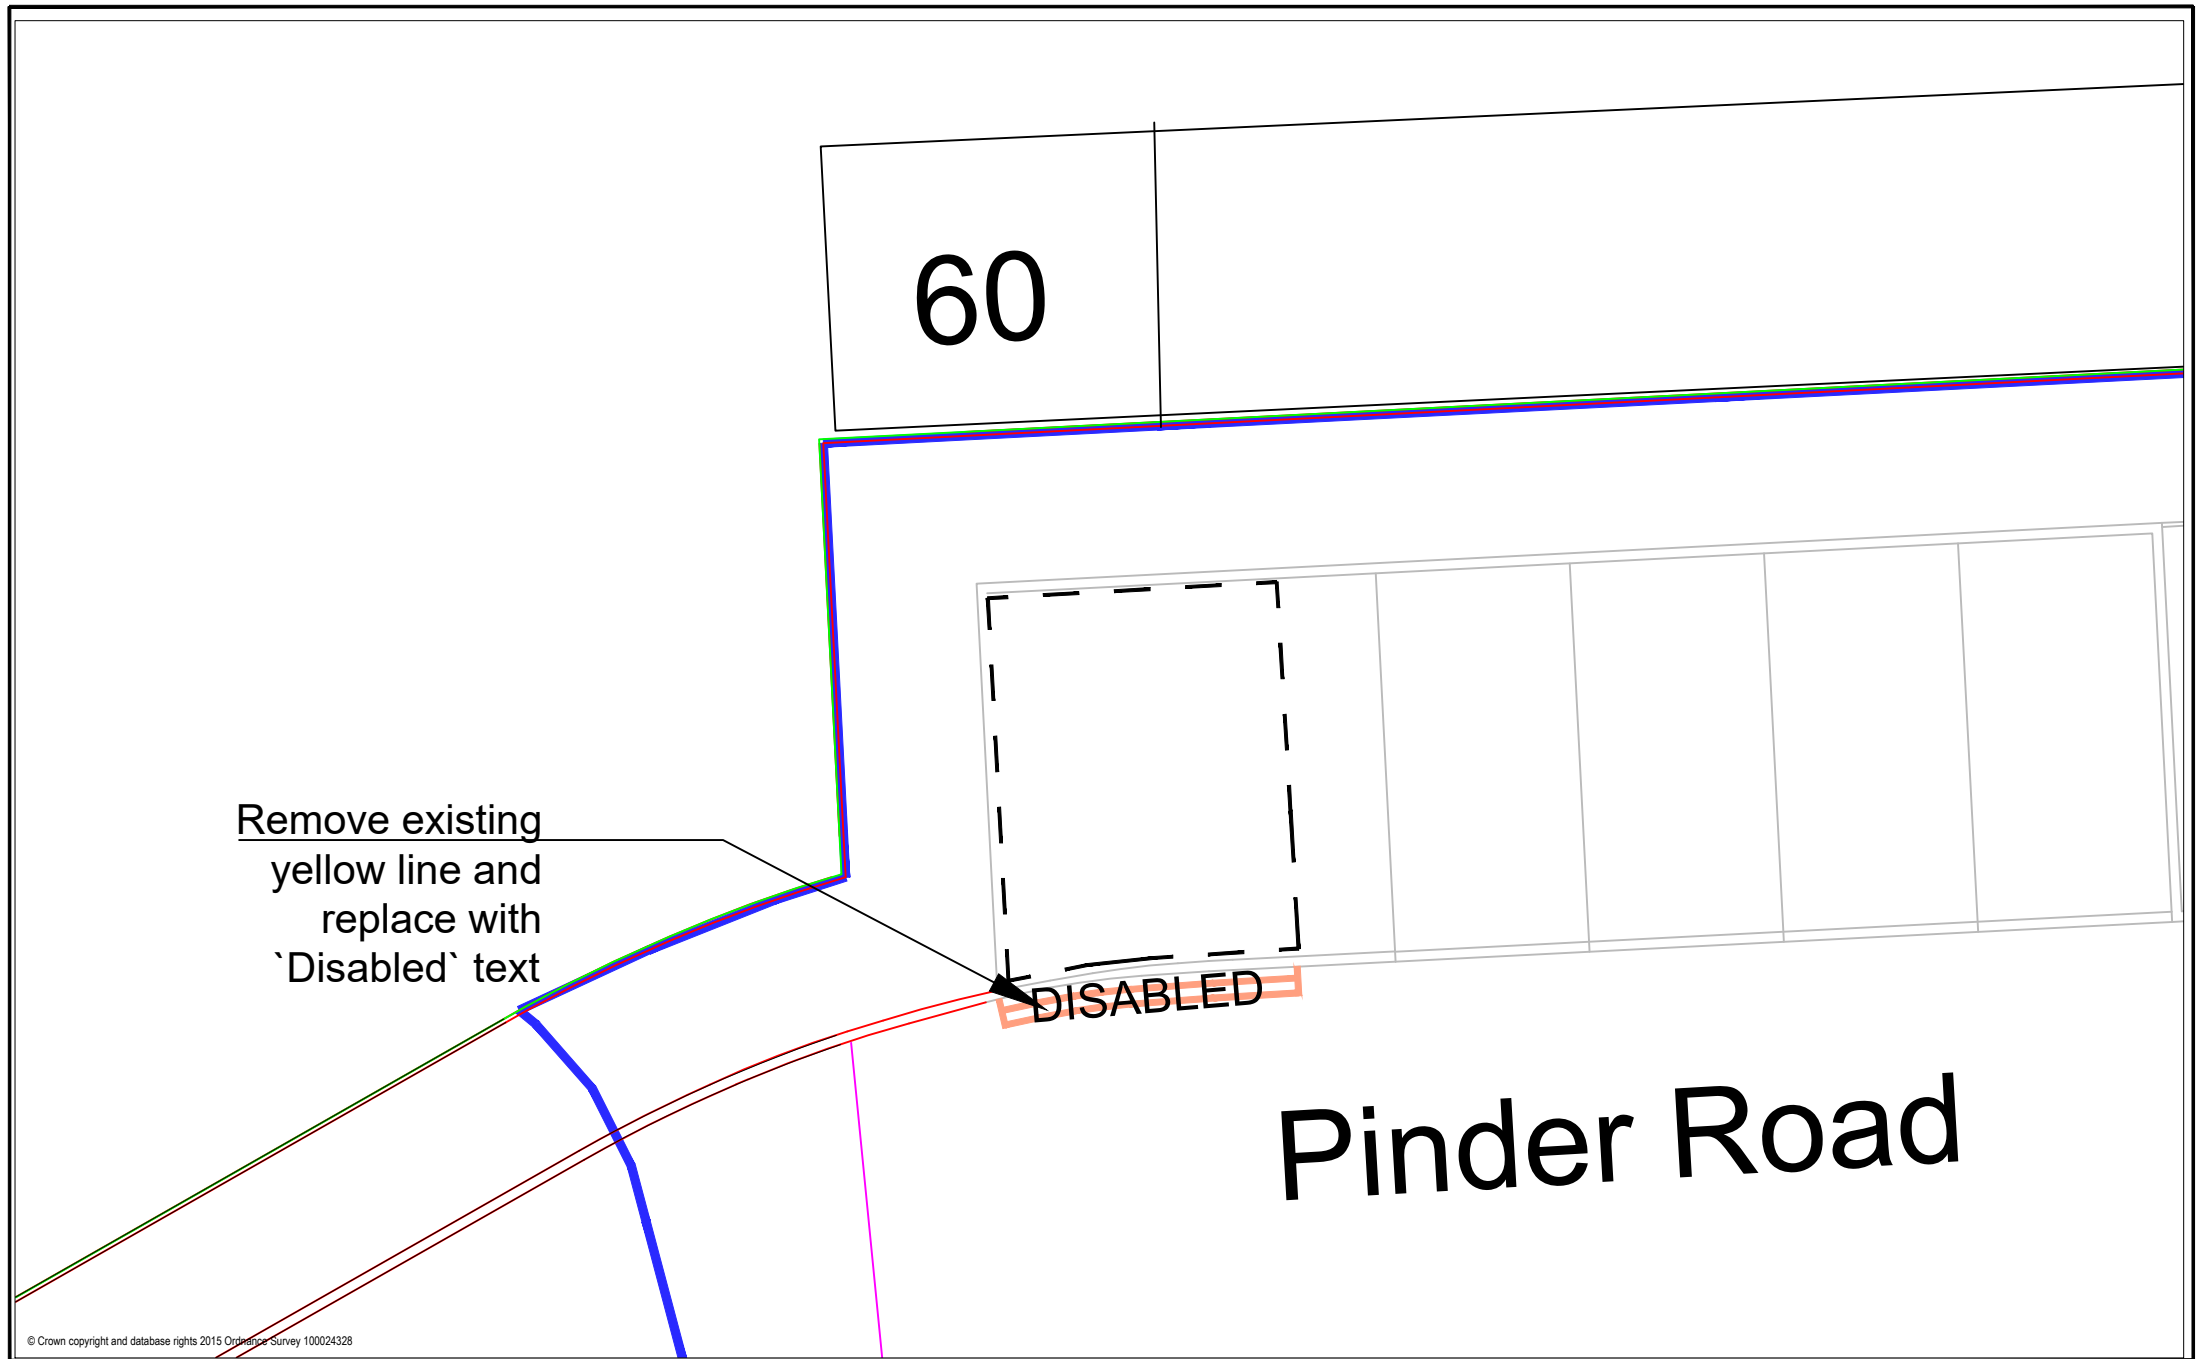 60
Remove existing
yellow line and
replace with
`Disabled` text
DISABLED
Pinder Road
© Crown copyright and database rights 2015 Ordnance Survey 100024328